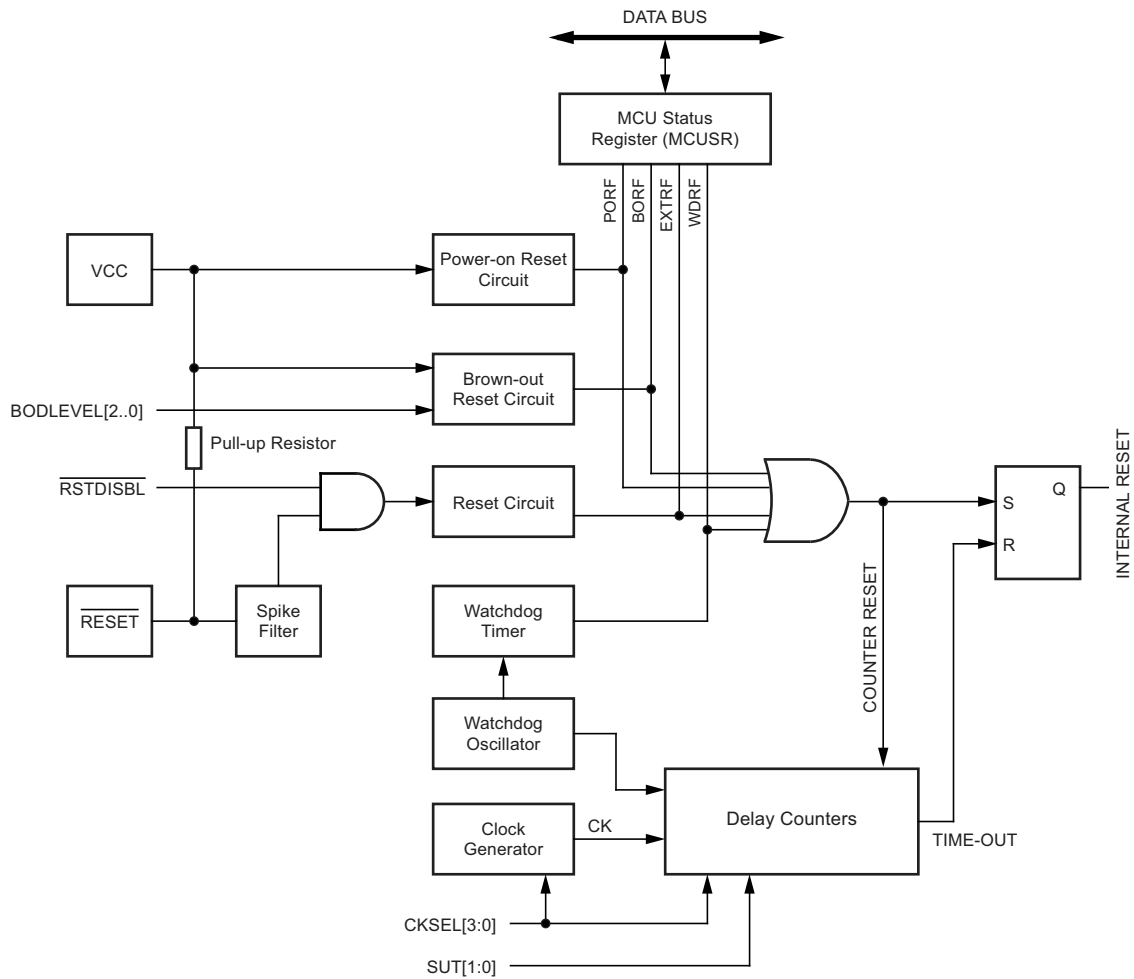 DATA BUS
MCU Status
Register (MCUSR)
PORF
BORF
EXTRF
WDRF
VCC
Power-on Reset
Circuit
Brown-out
Reset Circuit
BODLEVEL[2..0]
Pull-up Resistor
RSTDISBL
Reset Circuit
S
Q
R
INTERNAL RESET
RESET
Spike
Filter
Watchdog
Timer
COUNTER RESET
Watchdog
Oscillator
Clock
Generator
CK
Delay Counters
TIME-OUT
CKSEL[3:0]
SUT[1:0]